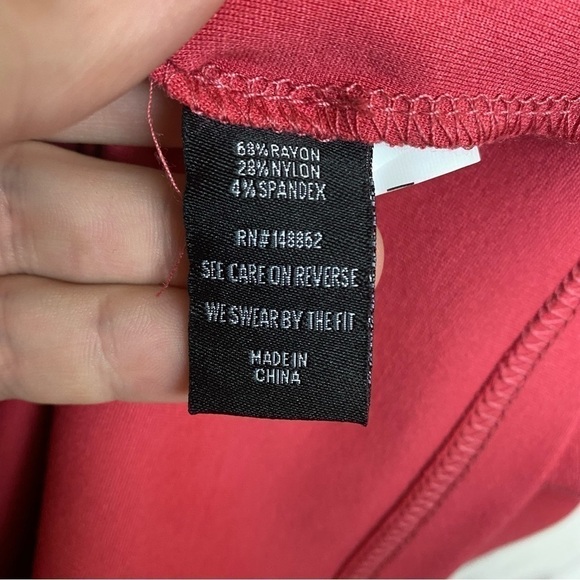 68% RAYON
28% NYLON
4% SPANDEX
RN# 148862
SEE CARE ON REVERSE
WE SWEAR BY THE FIT
MADE IN
CHINA